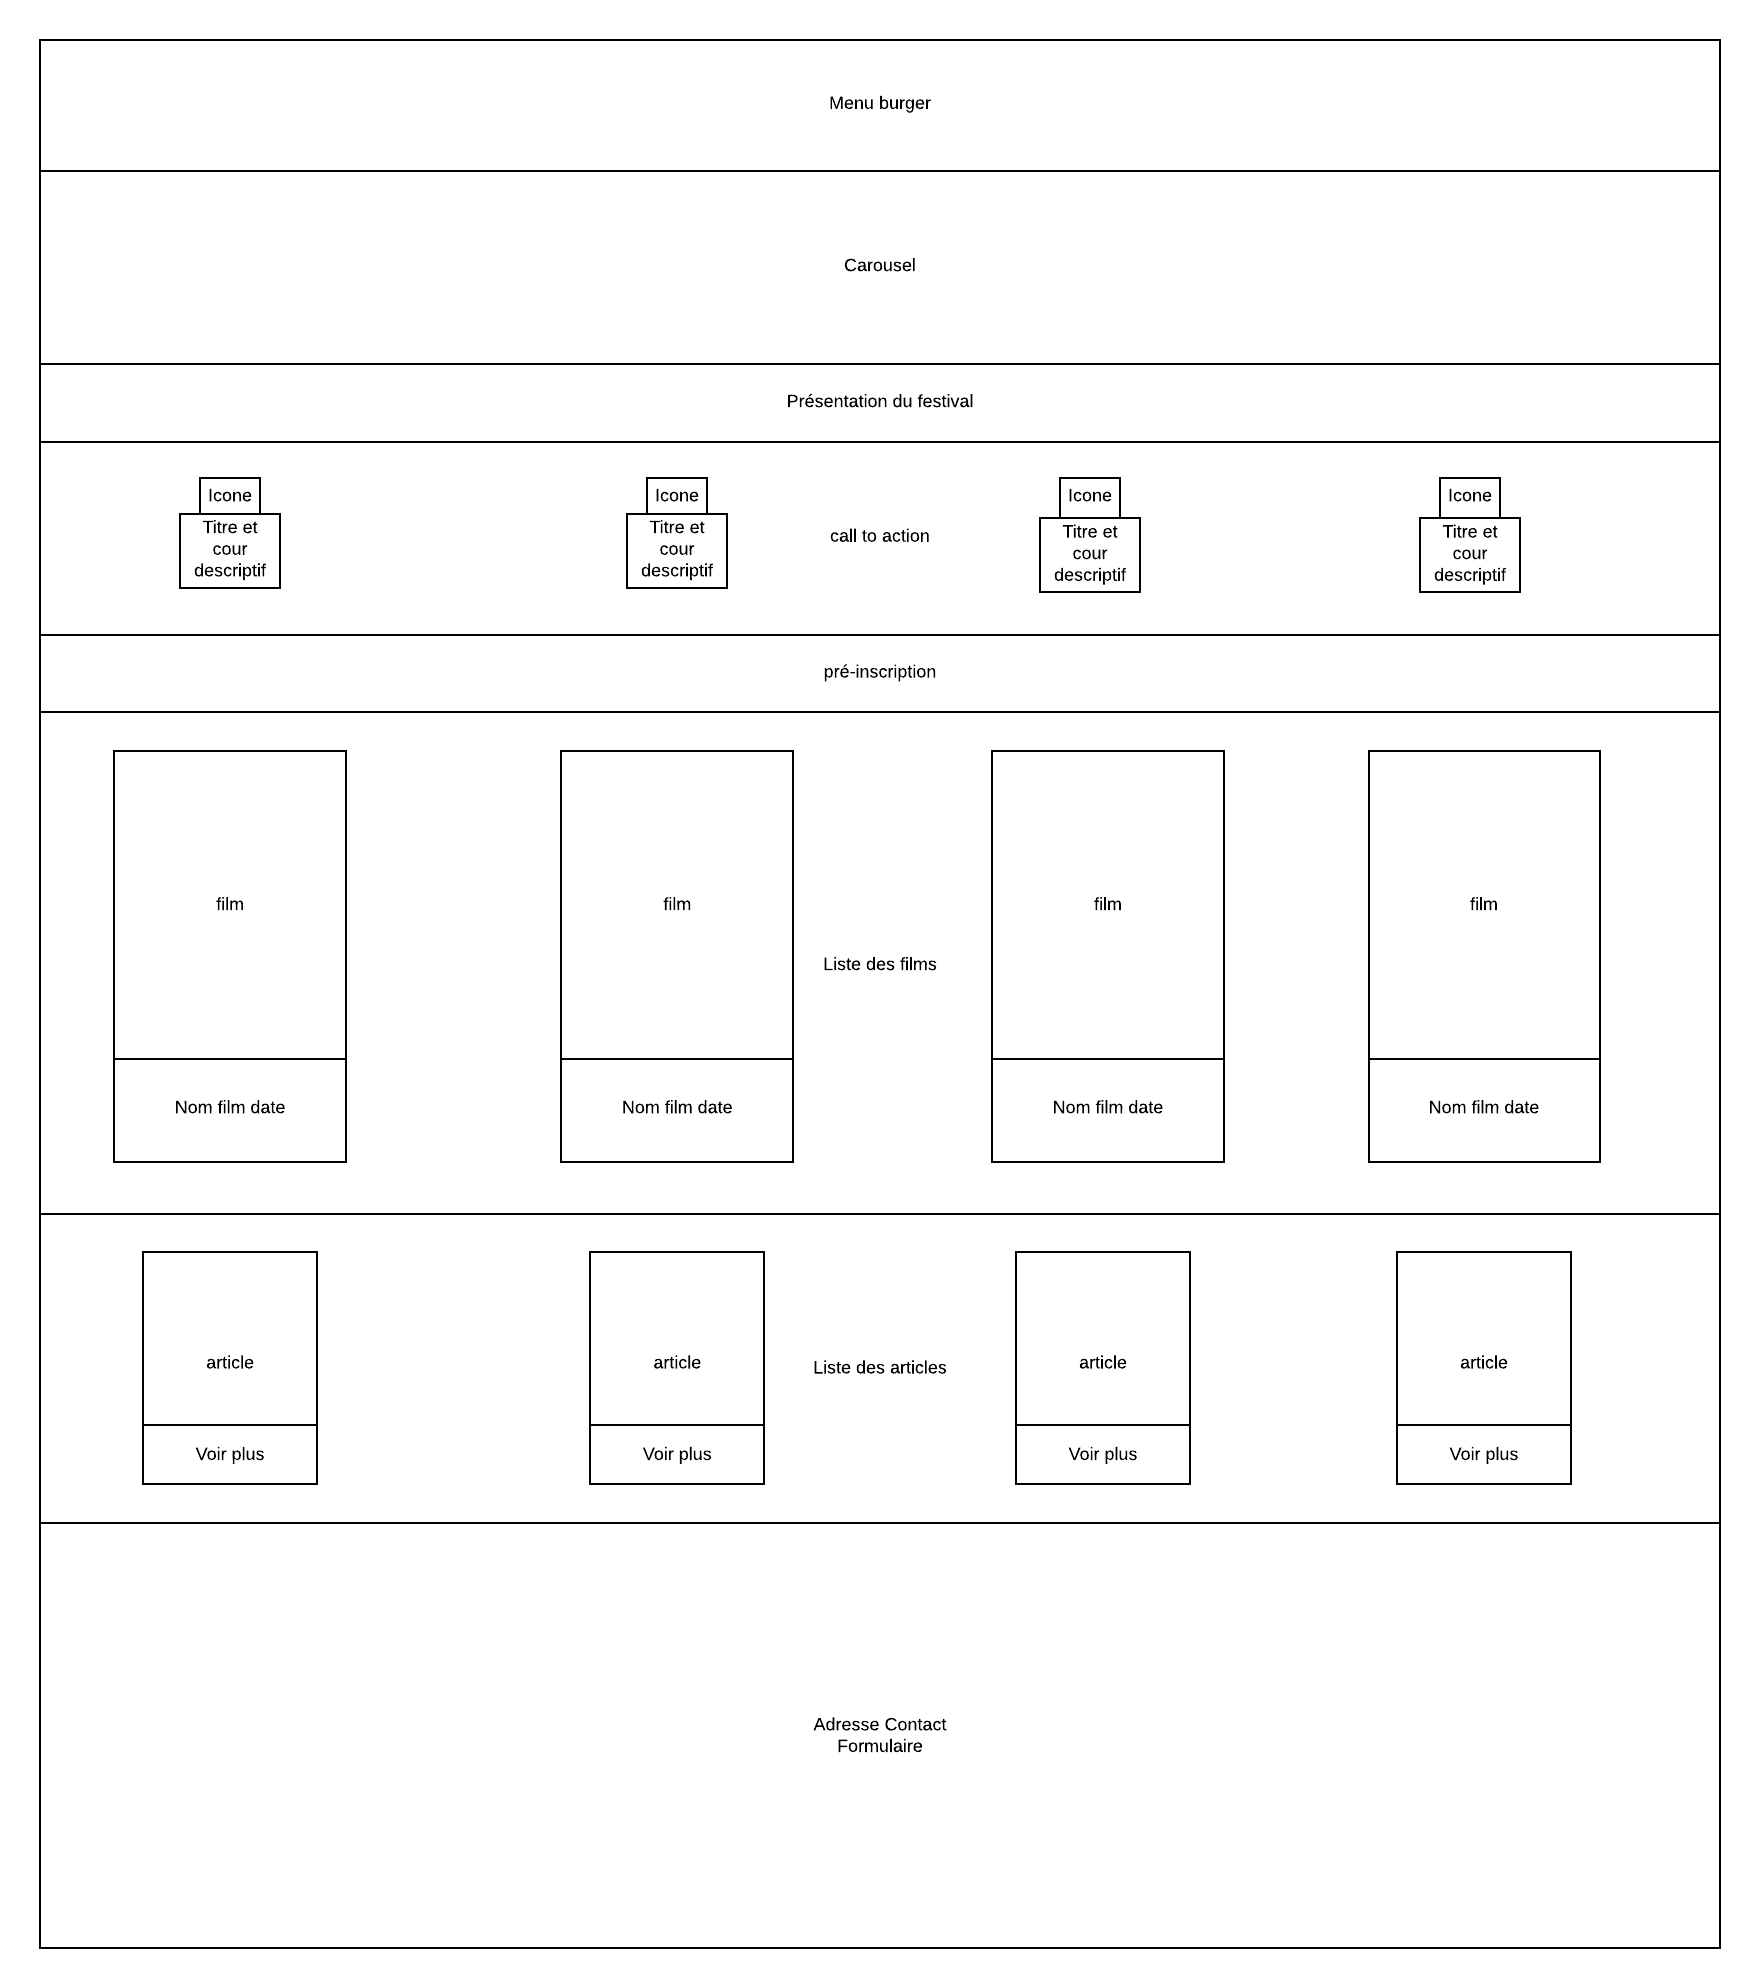 Menu burger
Carousel
Présentation du festival
Icone
Titre et
cour
descriptif
Icone
Titre et
cour
descriptif
call to action
Icone
Titre et
cour
descriptif
Icone
Titre et
cour
descriptif
pré-inscription
film
Nom film date
film
Nom film date
Liste des films
film
Nom film date
film
Nom film date
article
Voir plus
article
Voir plus
Liste des articles
article
Voir plus
article
Voir plus
Adresse Contact
Formulaire